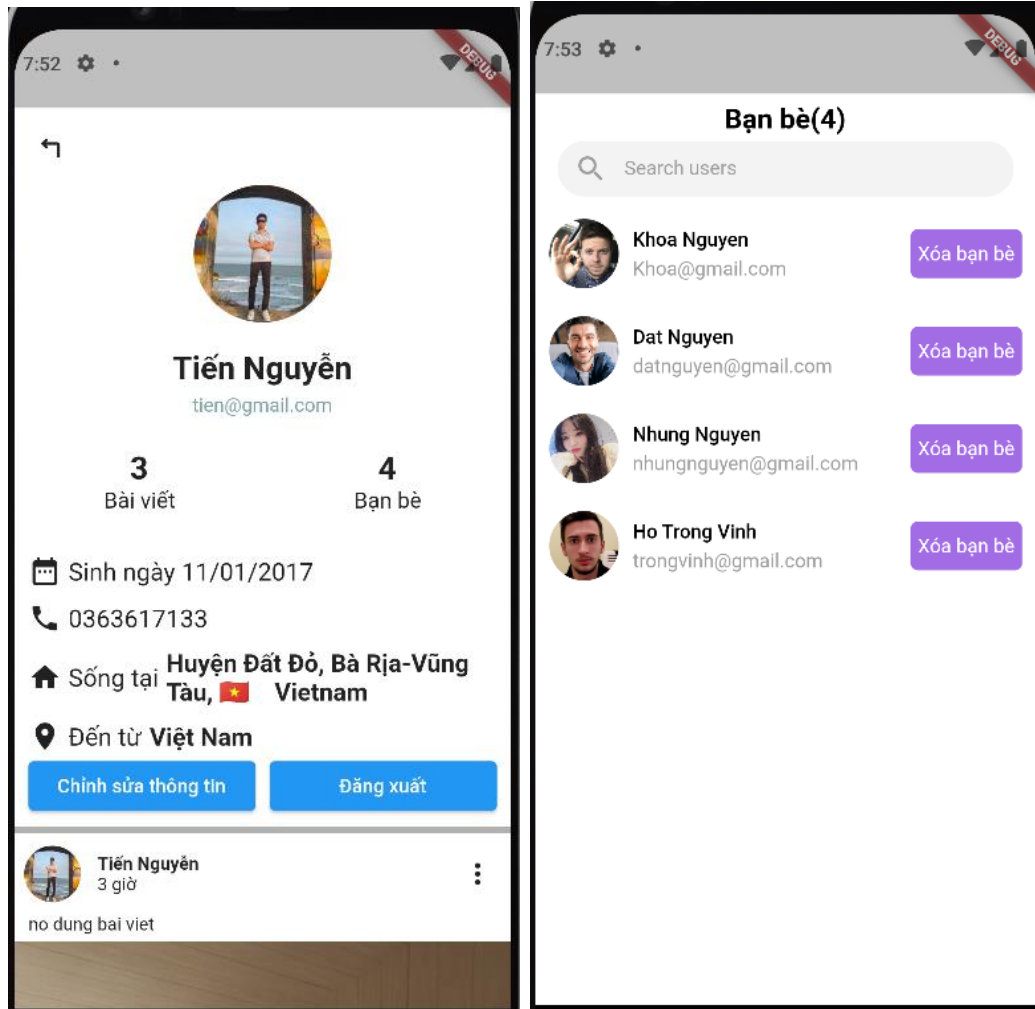 7:52
DEBUG
Tiến Nguyễn
tien@gmail.com
3
Bài viết
4
Bạn bè
Sinh ngày 11/01/2017
0363617133
Sống tại Huyện Đất Đỏ, Bà Rịa-Vũng
Tàu, 🇻🇳 Vietnam
Đến từ Việt Nam
Chỉnh sửa thông tin
Đăng xuất
Tiến Nguyễn
3 giờ
no dung bai viet
7:53
DEBUG
Bạn bè(4)
Search users
Khoa Nguyen
Khoa@gmail.com
Xóa bạn bè
Dat Nguyen
datnguyen@gmail.com
Xóa bạn bè
Nhung Nguyen
nhungnguyen@gmail.com
Xóa bạn bè
Ho Trong Vinh
trongvinh@gmail.com
Xóa bạn bè